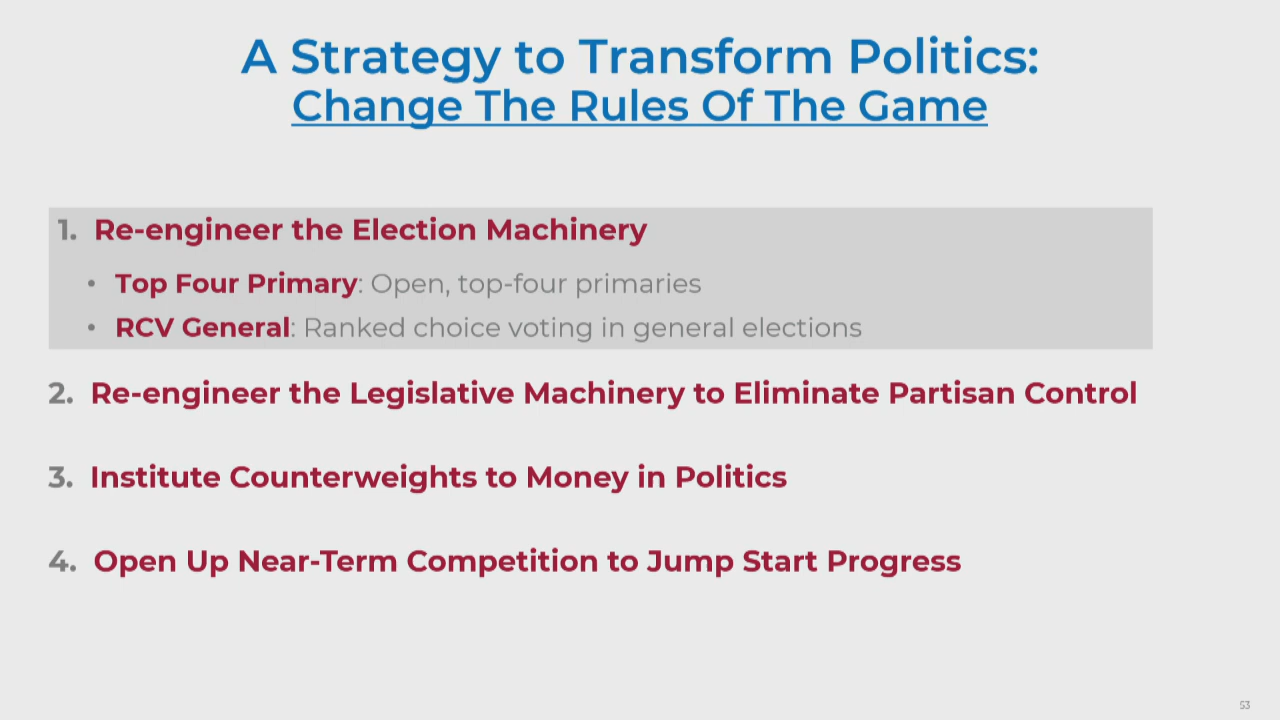 A Strategy to Transform Politics:
Change The Rules Of The Game
1. Re-engineer the Election Machinery
• Top Four Primary: Open, top-four primaries
• RCV General: Ranked choice voting in general elections
2. Re-engineer the Legislative Machinery to Eliminate Partisan Control
3. Institute Counterweights to Money in Politics
4. Open Up Near-Term Competition to Jump Start Progress
53